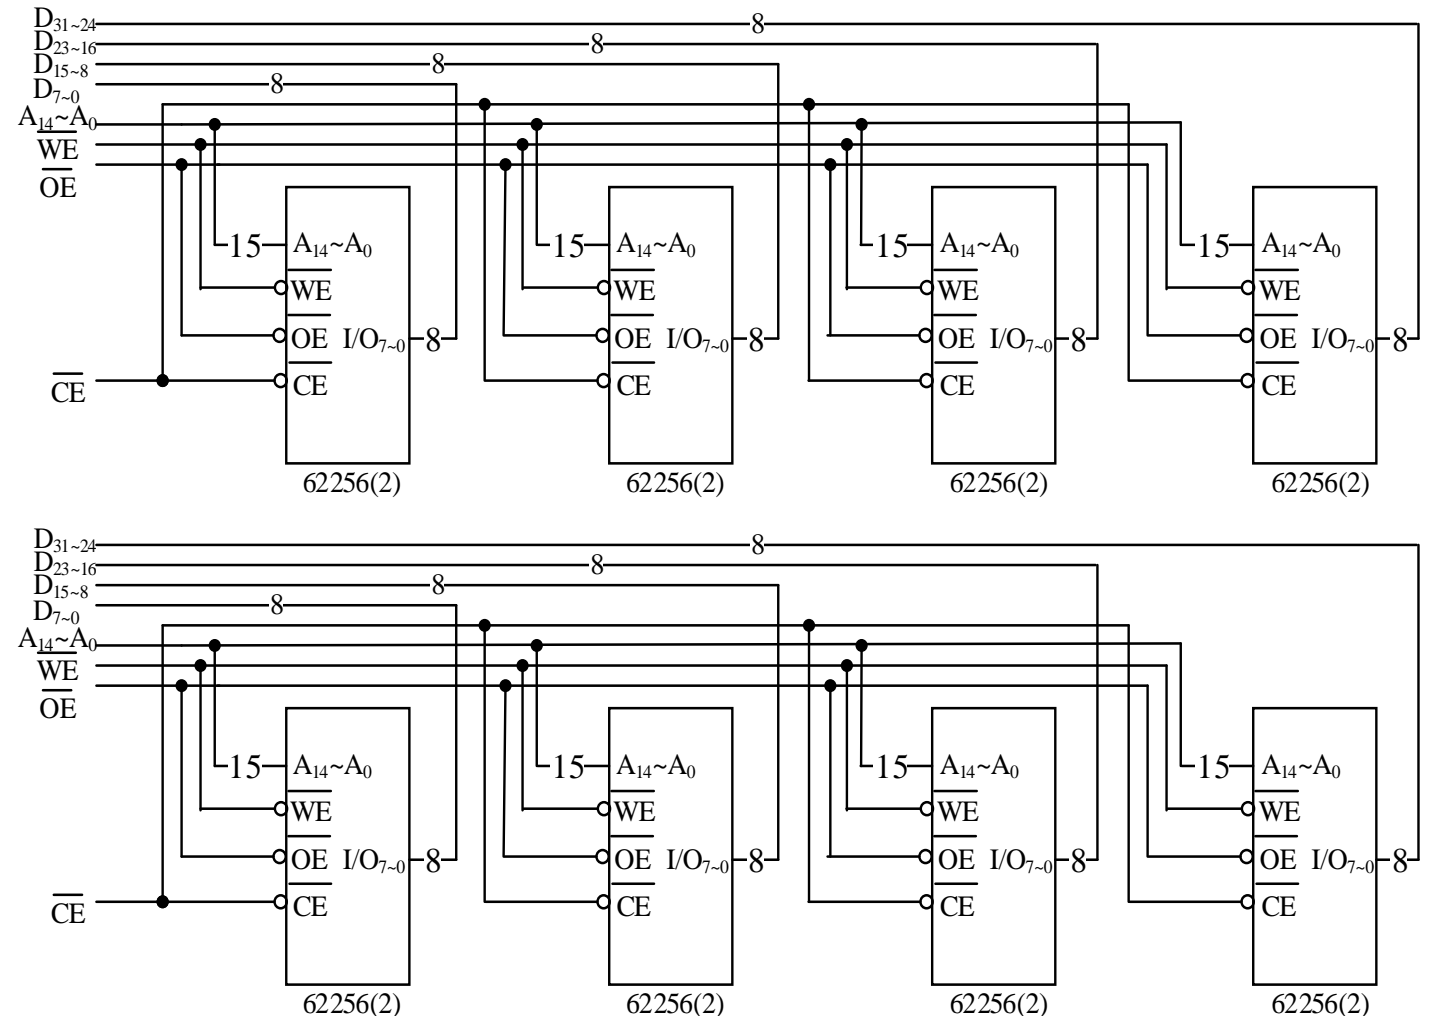 D31~24 8
D23~16 8
D15~8 8
D7~0 8
A14~A0
WE
OE
15 A14~A0 15 A14~A0 15 A14~A0 15 A14~A0
WE WE WE WE
OE I/O7~0 8 OE I/O7~0 8 OE I/O7~0 8 OE I/O7~0 8
CE CE CE CE CE
62256(2) 62256(2) 62256(2) 62256(2)
D31~24 8
D23~16 8
D15~8 8
D7~0 8
A14~A0
WE
OE
15 A14~A0 15 A14~A0 15 A14~A0 15 A14~A0
WE WE WE WE
OE I/O7~0 8 OE I/O7~0 8 OE I/O7~0 8 OE I/O7~0 8
CE CE CE CE CE
62256(2) 62256(2) 62256(2) 62256(2)